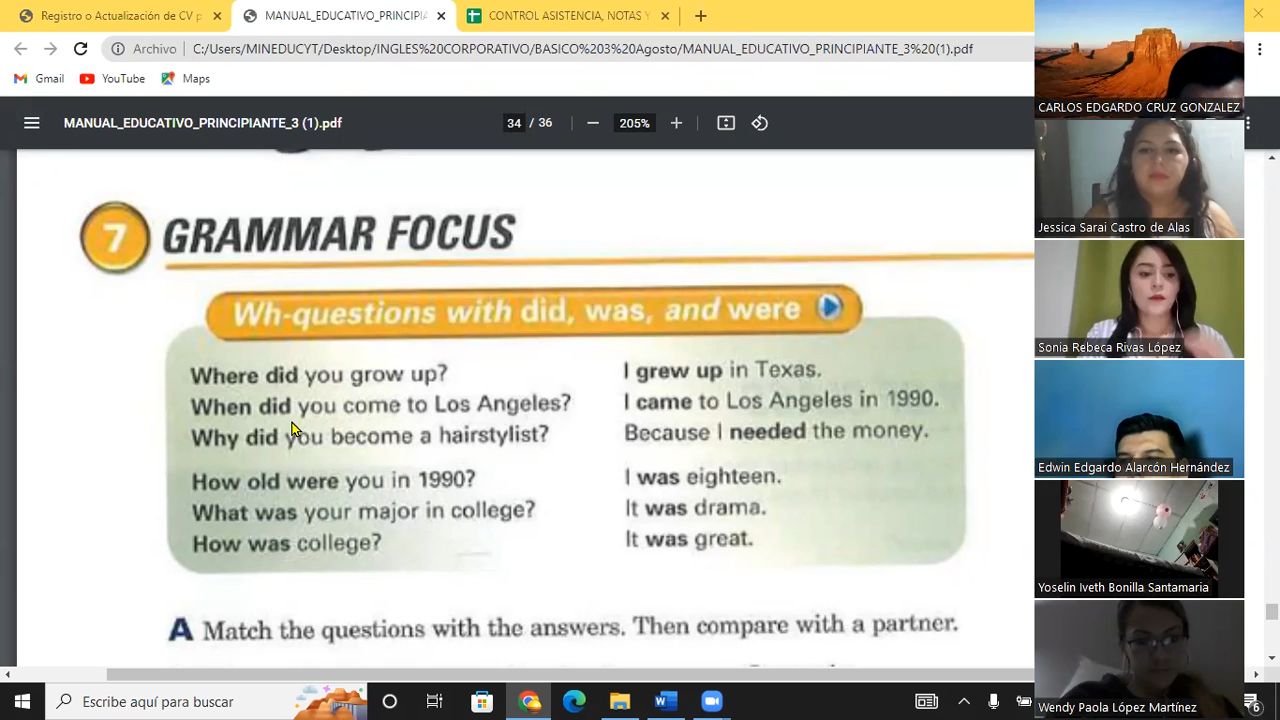 Registro o Actualización de CV p
MANUAL_EDUCATIVO_PRINCIPIA
CONTROL ASISTENCIA, NOTAS Y
Archivo
C:/Users/MINEDUCYT/Desktop/INGLES%20CORPORATIVO/BASICO%203%20Agosto/MANUAL_EDUCATIVO_PRINCIPIANTE_3%20(1).pdf
Gmail
YouTube
Maps
MANUAL_EDUCATIVO_PRINCIPIANTE_3 (1).pdf
34 / 36
205%
7 GRAMMAR FOCUS
Wh-questions with did, was, and were
Where did you grow up?
I grew up in Texas.
When did you come to Los Angeles?
I came to Los Angeles in 1990.
Why did you become a hairstylist?
Because I needed the money.
How old were you in 1990?
I was eighteen.
What was your major in college?
It was drama.
How was college?
It was great.
A Match the questions with the answers. Then compare with a partner.
CARLOS EDGARDO CRUZ GONZALEZ
Jessica Sarai Castro de Alas
Sonia Rebeca Rivas López
Edwin Edgardo Alarcón Hernández
Yoselin Iveth Bonilla Santamaria
Wendy Paola López Martínez
Escribe aquí para buscar
6